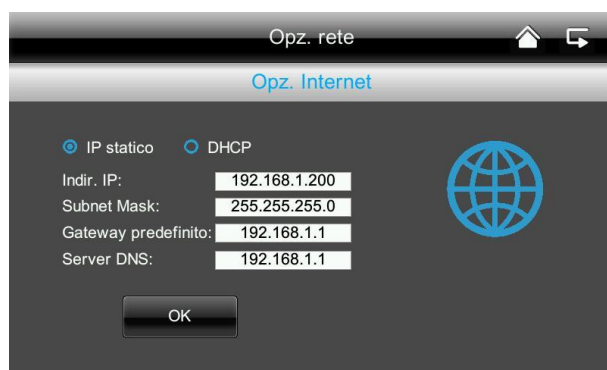 Opz. rete
Opz. Internet
IP statico DHCP
Indir. IP: 192.168.1.200
Subnet Mask: 255.255.255.0
Gateway predefinito: 192.168.1.1
Server DNS: 192.168.1.1
OK